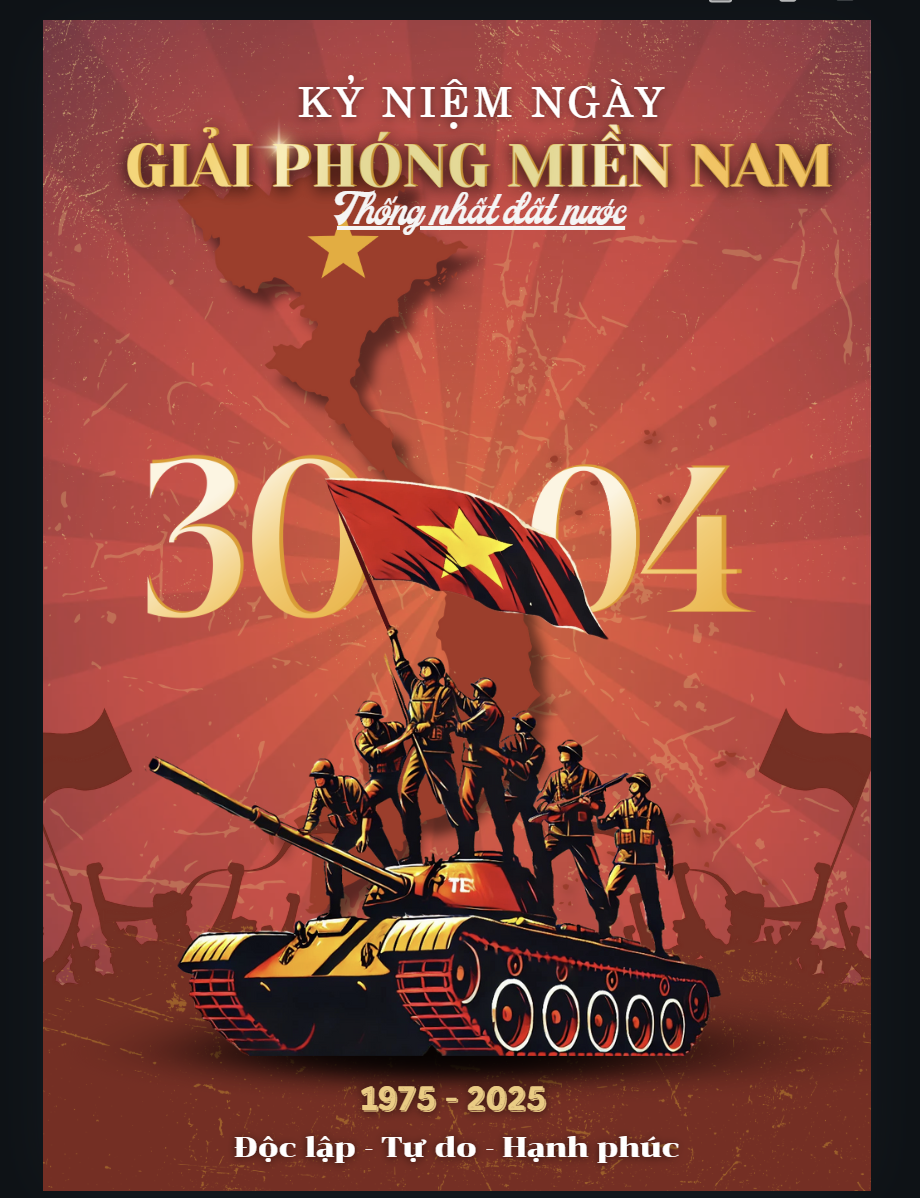 KỶ NIỆM NGÀY
GIẢI PHÓNG MIỀN NAM
Thống nhất đất nước
30 04
TE
1975 - 2025
Độc lập - Tự do - Hạnh phúc